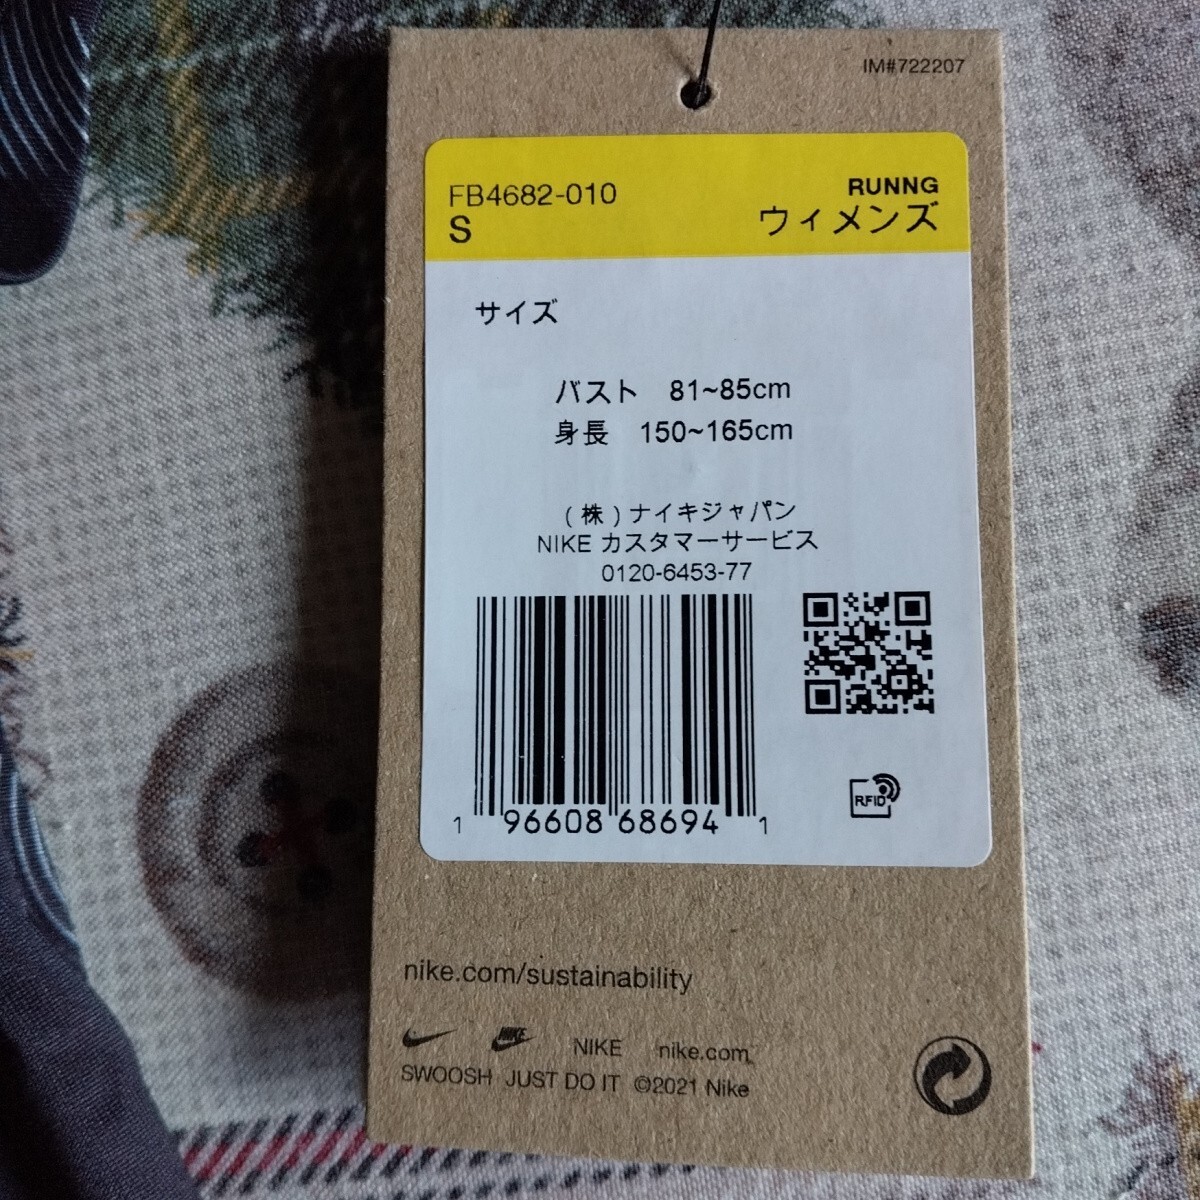 IM#722207
FB4682-010
RUNNG
S
ウィメンズ
サイズ
バスト 81~85cm
身長 150~165cm
(株)ナイキジャパン
NIKE カスタマーサービス
0120-6453-77
RFID
1 96608 68694 1
nike.com/sustainability
NIKE NIKE nike.com
SWOOSH JUST DO IT ©2021 Nike